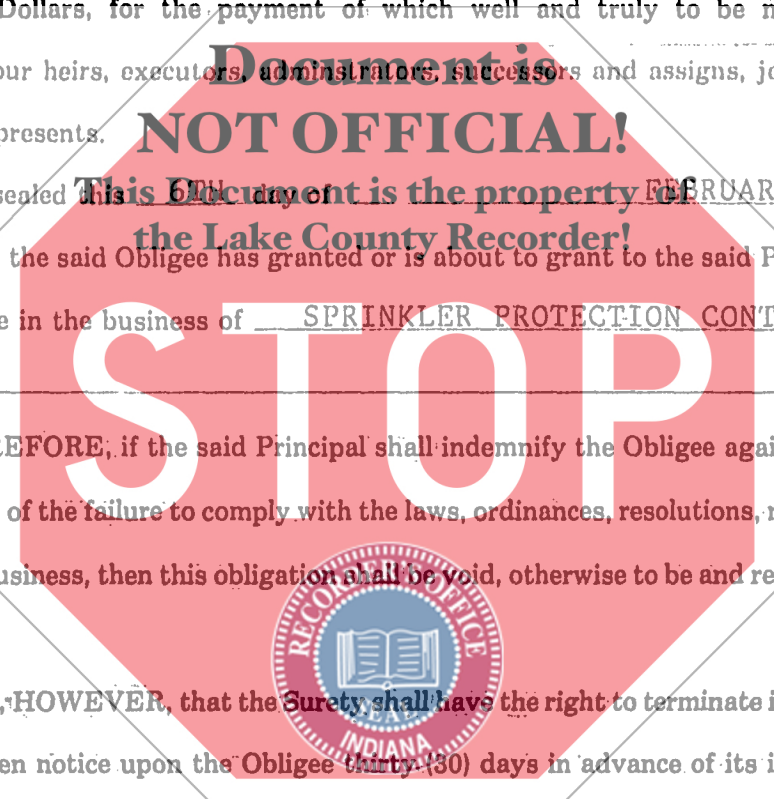 Dollars, for the payment of which well and truly to be
our heirs, executors, adminstrators, successors and assigns,
Document is
presents.
NOT OFFICIAL!
sealed this 6TH day of FEBRUAR
This Document is the property of
the Lake County Recorder!
the said Obligee has granted or is about to grant to the said P
in the business of SPRINKLER PROTECTION CONT
STOP
EFORE, if the said Principal shall indemnify the Obligee agai
of the failure to comply with the laws, ordinances, resolutions,
usiness, then this obligation shall be void, otherwise to be and re
RECORDER'S OFFICE
SEAL
INDIANA
HOWEVER, that the Surety shall have the right to terminate i
en notice upon the Obligee thirty (30) days in advance of its i